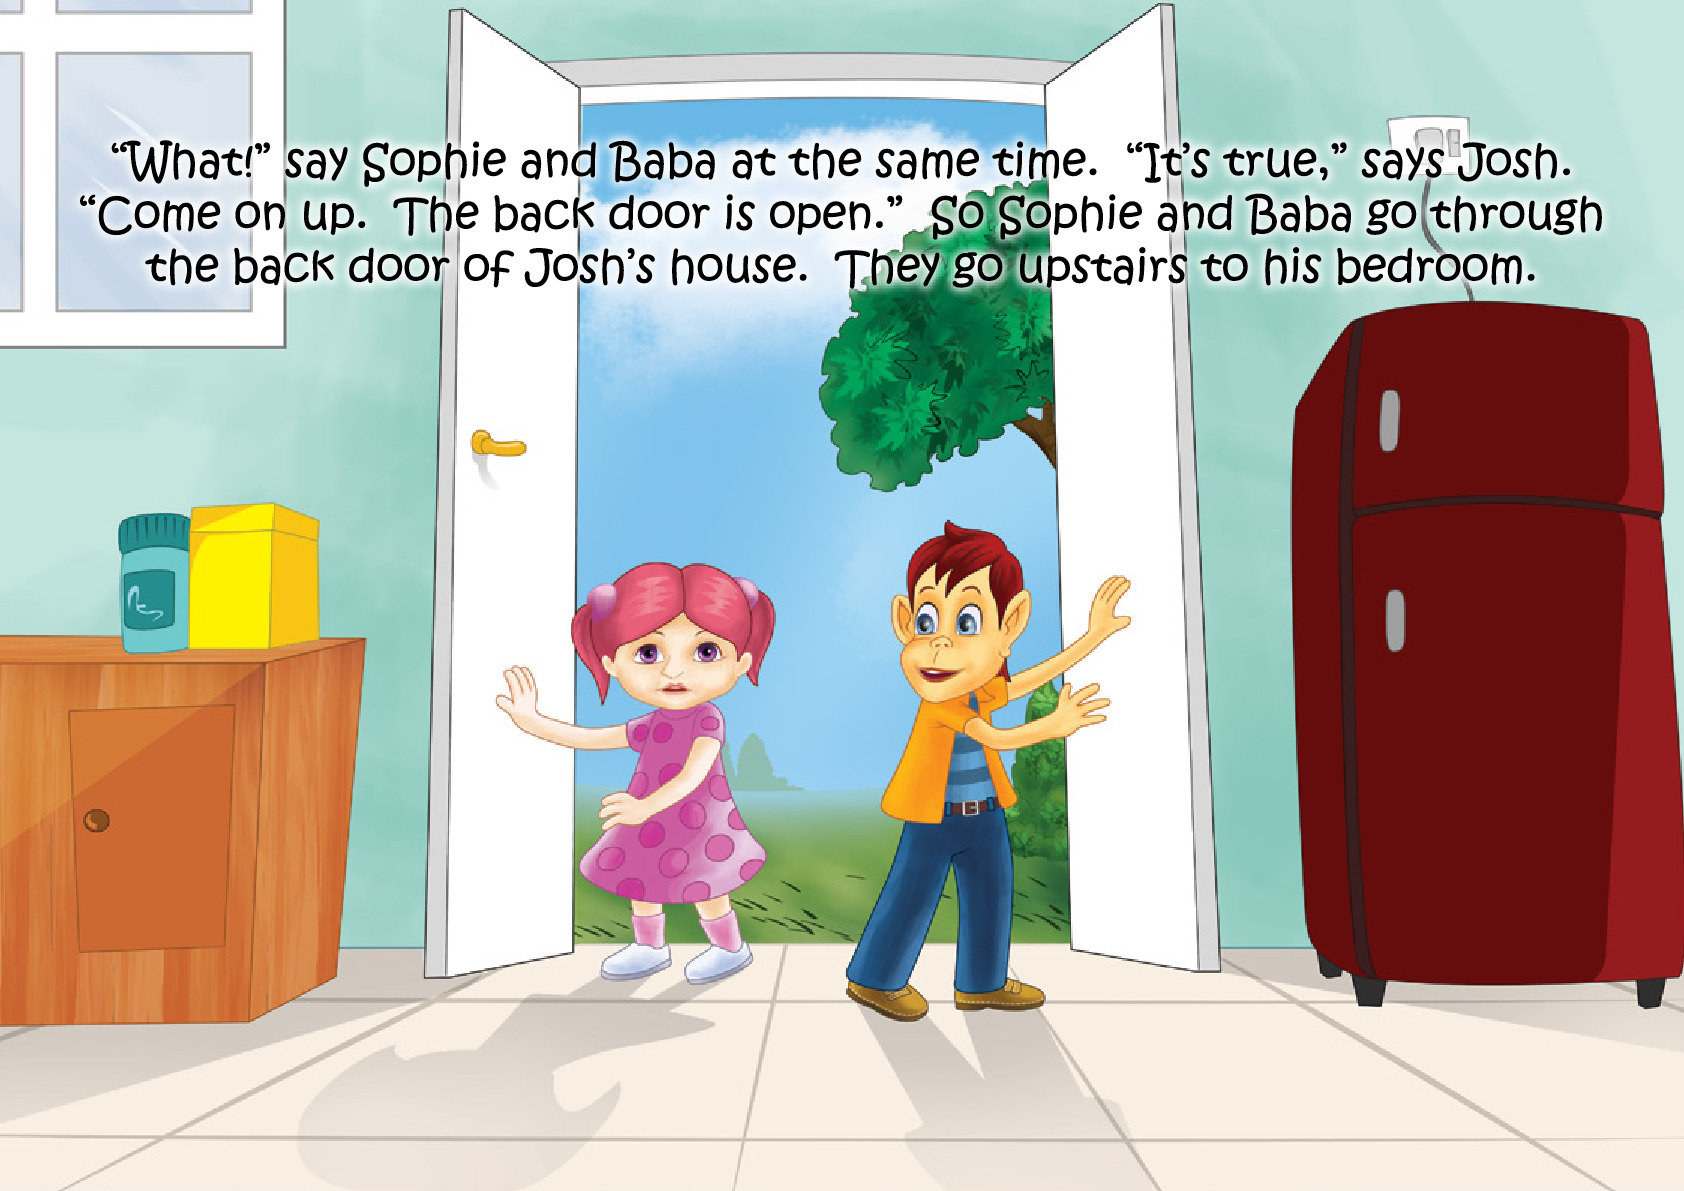 “What!” say Sophie and Baba at the same time. “It’s true,” says Josh.
“Come on up. The back door is open.” So Sophie and Baba go through
the back door of Josh’s house. They go upstairs to his bedroom.